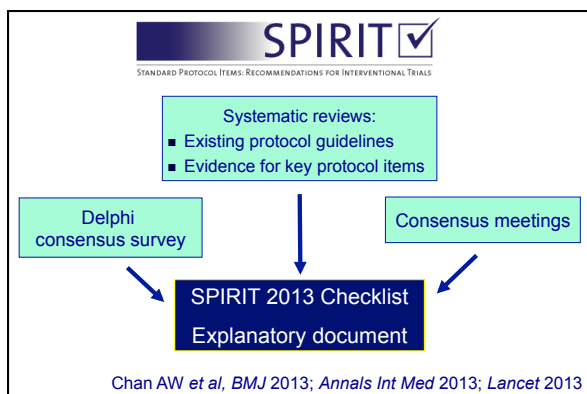 SPIRIT
STANDARD PROTOCOL ITEMS: RECOMMENDATIONS FOR INTERVENTIONAL TRIALS
Systematic reviews:
■ Existing protocol guidelines
■ Evidence for key protocol items
Delphi
consensus survey
Consensus meetings
SPIRIT 2013 Checklist
Explanatory document
Chan AW et al, BMJ 2013; Annals Int Med 2013; Lancet 2013